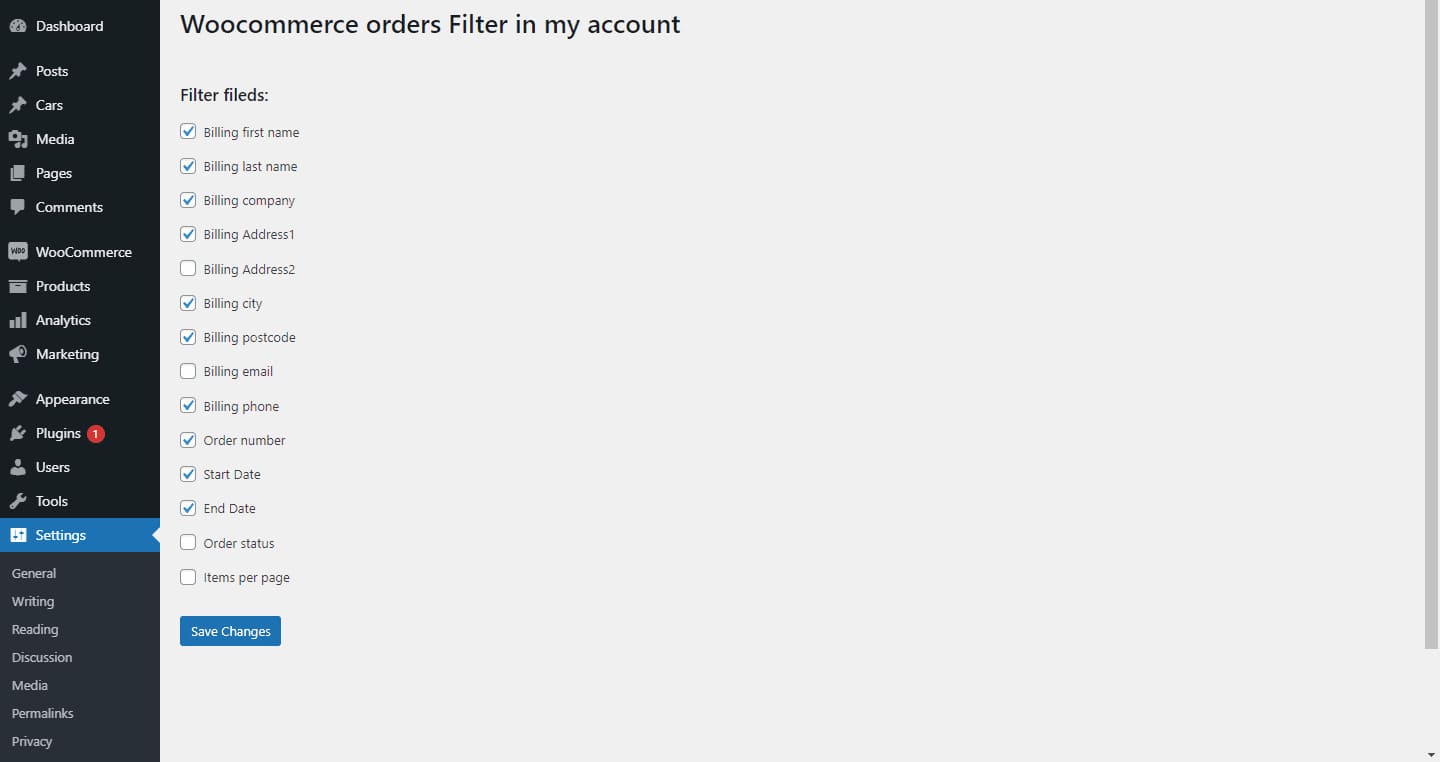 Dashboard
Posts
Cars
Media
Pages
Comments
WOO WooCommerce
Products
Analytics
Marketing
Appearance
Plugins 1
Users
Tools
Settings
General
Writing
Reading
Discussion
Media
Permalinks
Privacy
Woocommerce orders Filter in my account
Filter fileds:
Billing first name
Billing last name
Billing company
Billing Address1
Billing Address2
Billing city
Billing postcode
Billing email
Billing phone
Order number
Start Date
End Date
Order status
Items per page
Save Changes